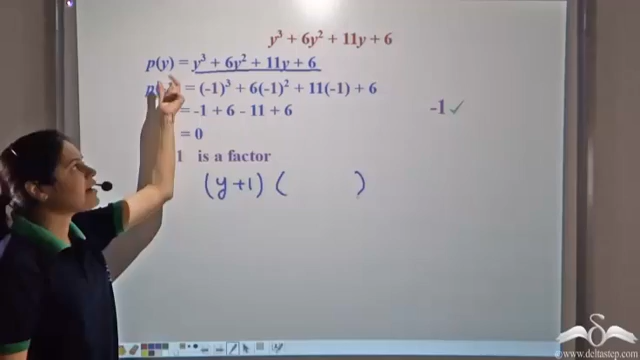 y³ + 6y² + 11y + 6
p(y) = y³ + 6y² + 11y + 6
= (-1)³ + 6(-1)² + 11(-1) + 6
= -1 + 6 - 11 + 6
-1 ✓
= 0
1 is a factor
(y+1) ( )
www.deltastep.com